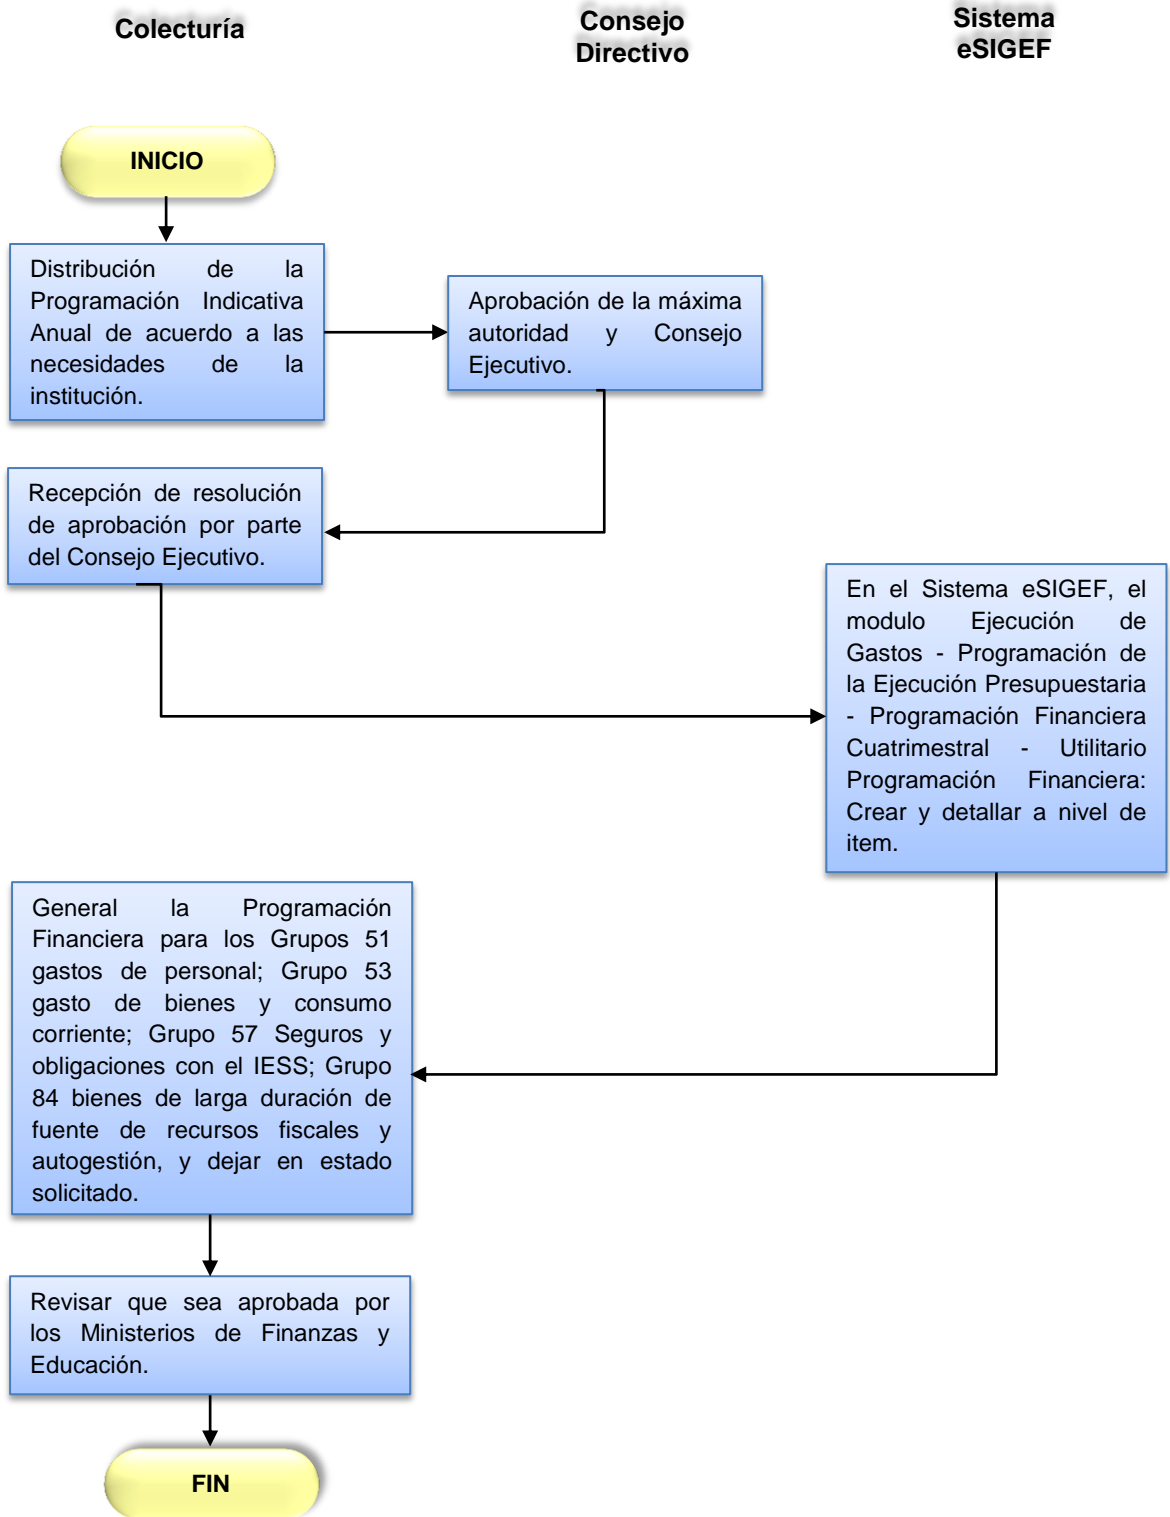 Colecturía
Consejo
Directivo
Sistema
eSIGEF
INICIO
Distribución de la
Programación Indicativa
Anual de acuerdo a las
necesidades de la
institución.
Aprobación de la máxima
autoridad y Consejo
Ejecutivo.
Recepción de resolución
de aprobación por parte
del Consejo Ejecutivo.
En el Sistema eSIGEF, el
modulo Ejecución de
Gastos - Programación de
la Ejecución Presupuestaria
- Programación Financiera
Cuatrimestral - Utilitario
Programación Financiera:
Crear y detallar a nivel de
item.
General la Programación
Financiera para los Grupos 51
gastos de personal; Grupo 53
gasto de bienes y consumo
corriente; Grupo 57 Seguros y
obligaciones con el IESS; Grupo
84 bienes de larga duración de
fuente de recursos fiscales y
autogestión, y dejar en estado
solicitado.
Revisar que sea aprobada por
los Ministerios de Finanzas y
Educación.
FIN